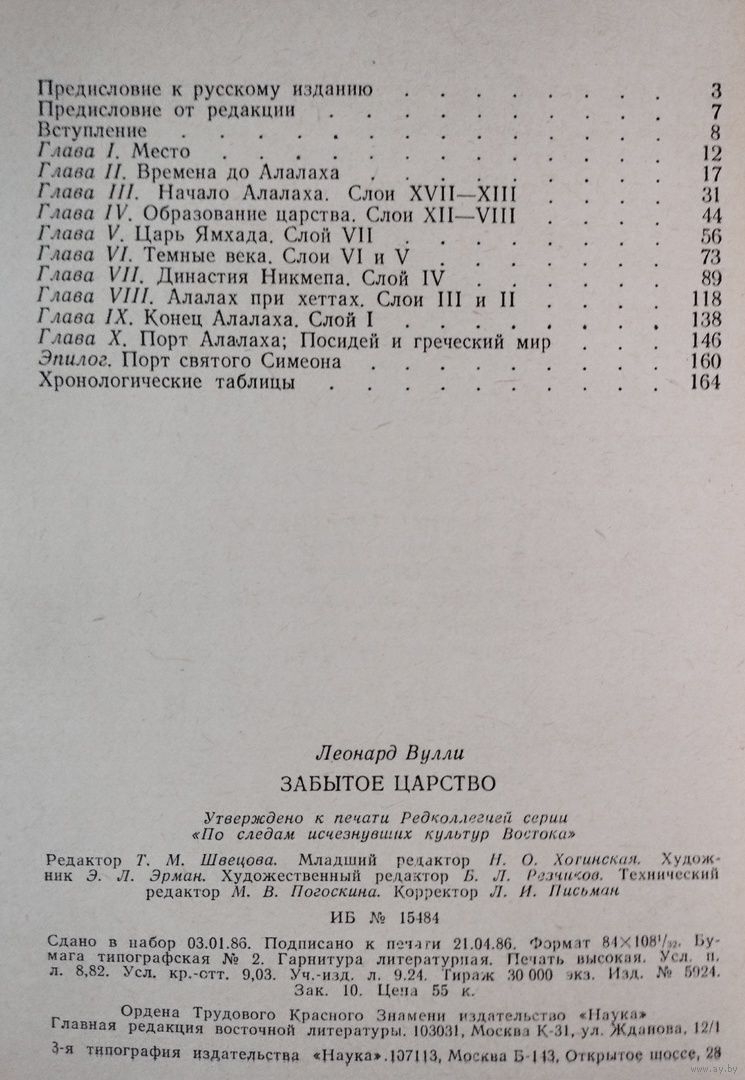 Предисловие к русскому изданию . . . . . . . . 3
Предисловие от редакции . . . . . . . . . . 7
Вступление . . . . . . . . . . . . . 8
Глава I. Место . . . . . . . . . . . . 12
Глава II. Времена до Алалаха . . . . . . . . 17
Глава III. Начало Алалаха. Слои XVII—XIII . . . . 31
Глава IV. Образование царства. Слои XII—VIII . . . . 44
Глава V. Царь Ямхада. Слой VII . . . . . . . 56
Глава VI. Темные века. Слои VI и V . . . . . . 73
Глава VII. Династия Никмепа. Слой IV . . . . . . 89
Глава VIII. Алалах при хеттах. Слои III и II . . . . 118
Глава IX. Конец Алалаха. Слой I . . . . . . . 138
Глава X. Порт Алалаха; Посидей и греческий мир . . . 146
Эпилог. Порт святого Симеона . . . . . . . . 160
Хронологические таблицы . . . . . . . . . 164
Леонард Вулли
ЗАБЫТОЕ ЦАРСТВО
Утверждено к печати Редколлегией серии
«По следам исчезнувших культур Востока»
Редактор Т. М. Швецова. Младший редактор Н. О. Хотинская. Худож-
ник Э. Л. Эрман. Художественный редактор Б. Л. Резников. Технический
редактор М. В. Погоскина. Корректор Л. И. Письман
ИБ № 15484
Сдано в набор 03.01.86. Подписано к печати 21.04.86. Формат 84×108¹/₃₂. Бу-
мага типографская № 2. Гарнитура литературная. Печать высокая. Усл. п.
л. 8,82. Усл. кр.-отт. 9,03. Уч.-изд. л. 9.24. Тираж 30 000 экз. Изд. № 5924.
Зак. 10. Цена 55 к.
Ордена Трудового Красного Знамени издательство «Наука»
Главная редакция восточной литературы. 103031, Москва К-31, ул. Жданова, 12/1
3-я типография издательства «Наука». 107143, Москва Б-143, Открытое шоссе, 28
www.ay.by